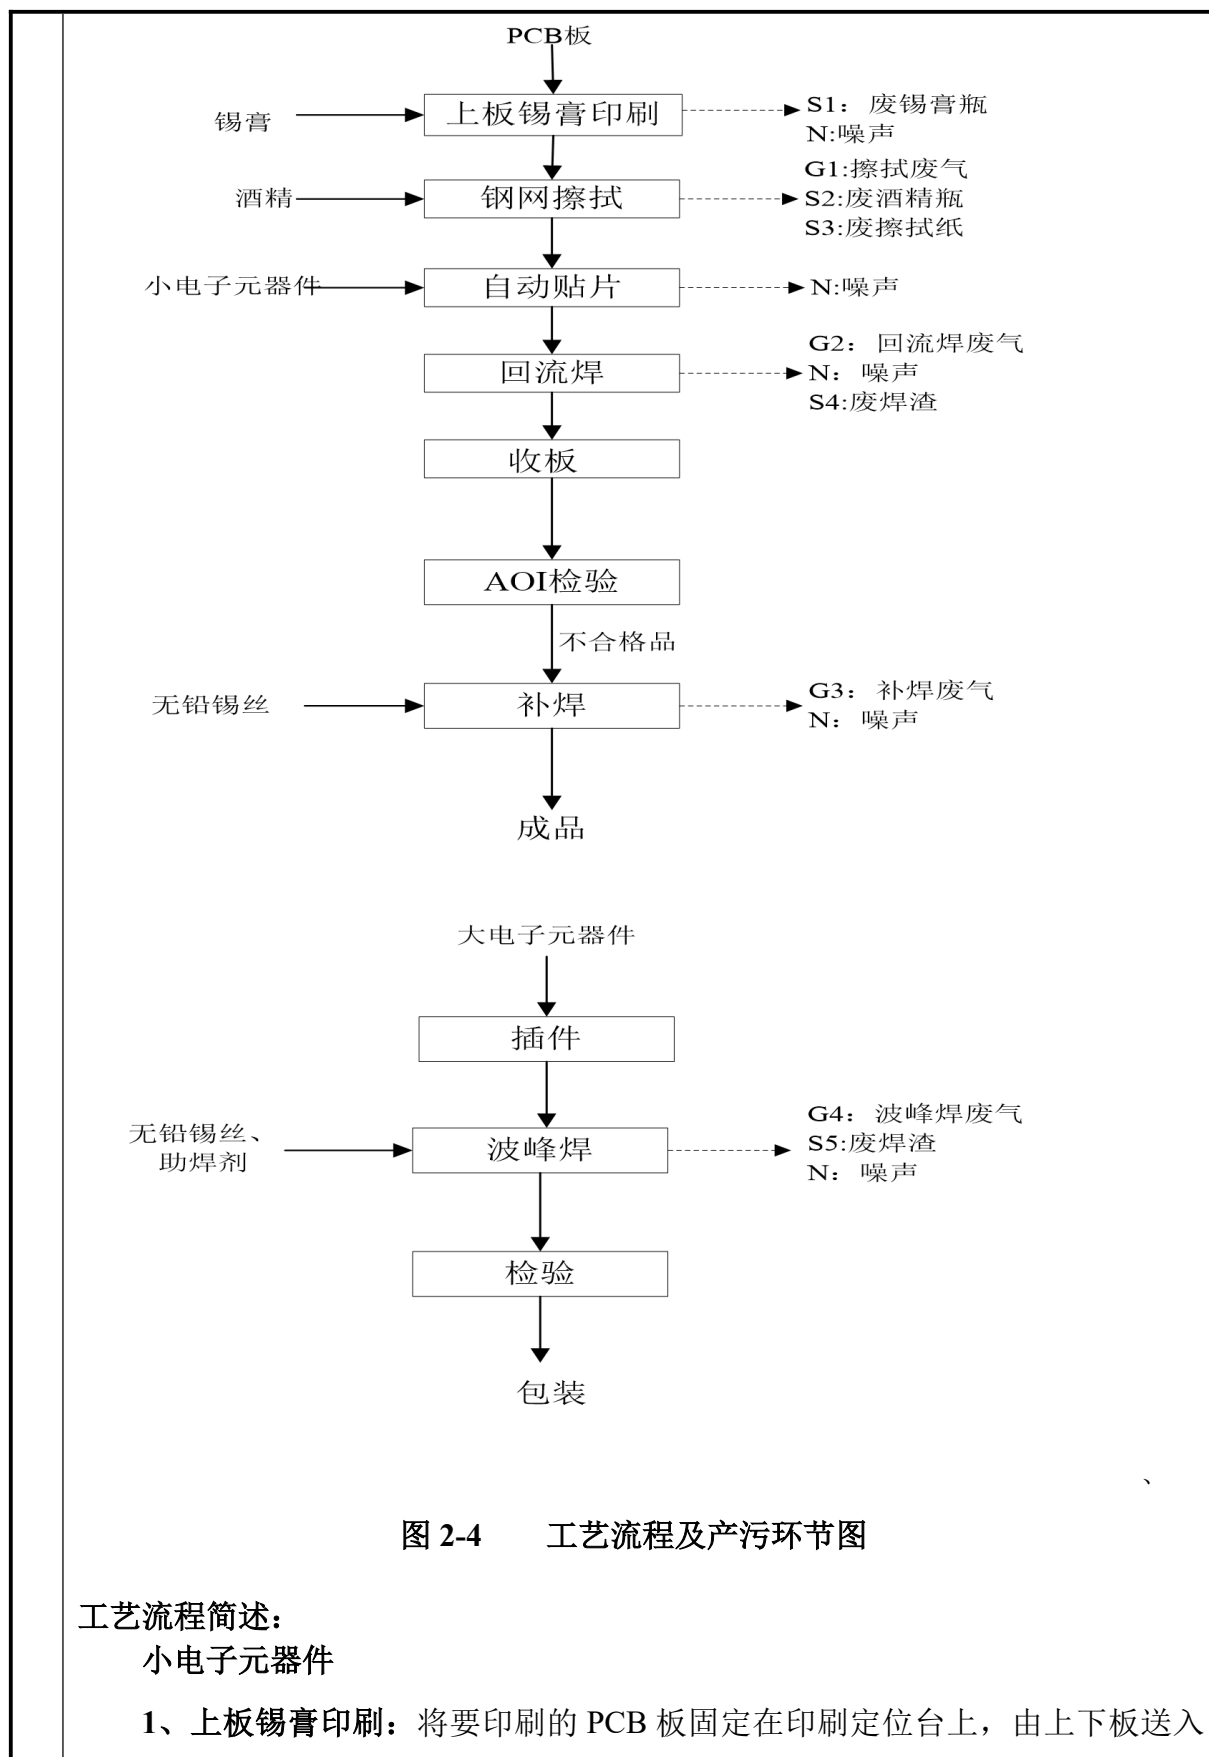 PCB板
锡膏
上板锡膏印刷
S1：废锡膏瓶
N:噪声
酒精
钢网擦拭
G1:擦拭废气
S2:废酒精瓶
S3:废擦拭纸
小电子元器件
自动贴片
N:噪声
回流焊
G2：回流焊废气
N：噪声
S4:废焊渣
收板
AOI检验
不合格品
无铅锡丝
补焊
G3：补焊废气
N：噪声
成品
大电子元器件
插件
无铅锡丝、
助焊剂
波峰焊
G4：波峰焊废气
S5:废焊渣
N：噪声
检验
包装
、
图 2-4 工艺流程及产污环节图
工艺流程简述：
小电子元器件
1、上板锡膏印刷：将要印刷的 PCB 板固定在印刷定位台上，由上下板送入